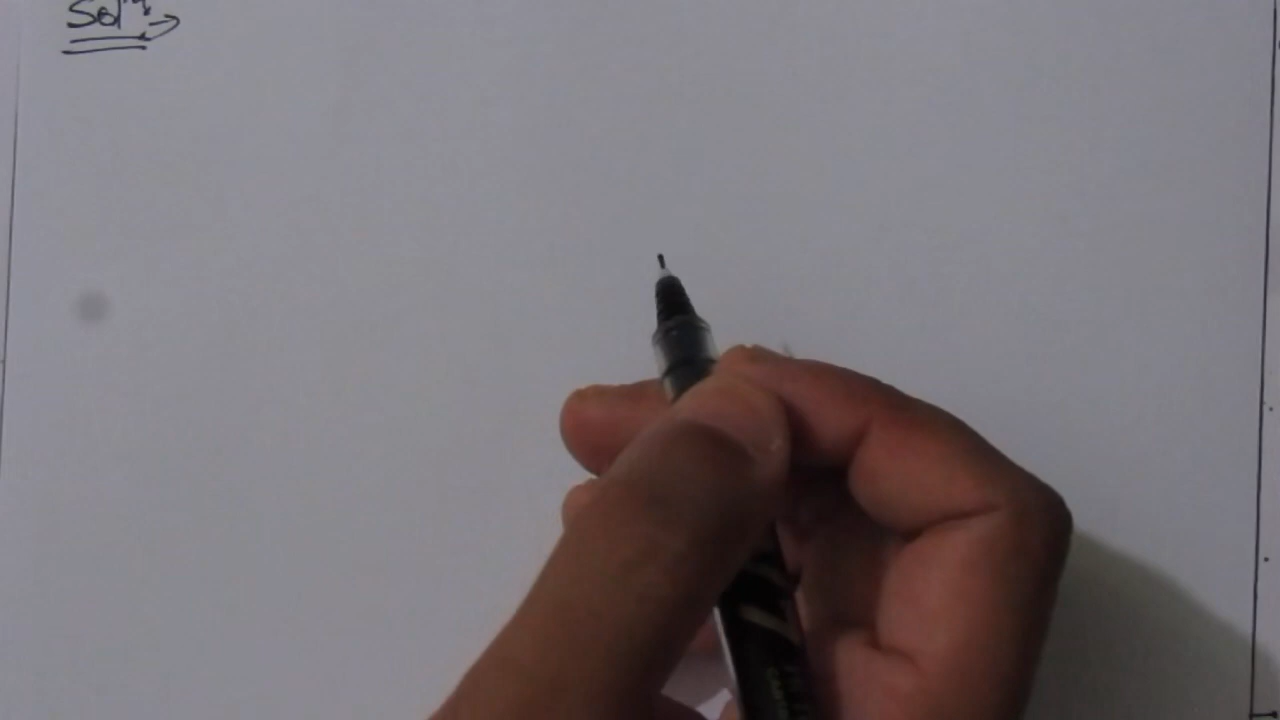 Solⁿ. →